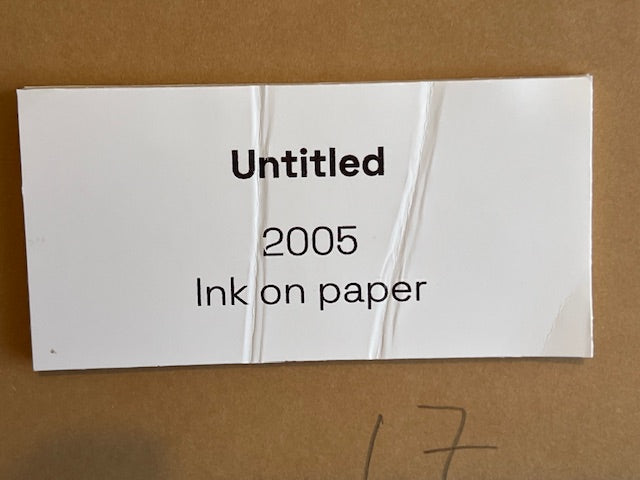 Untitled
2005
Ink on paper
17